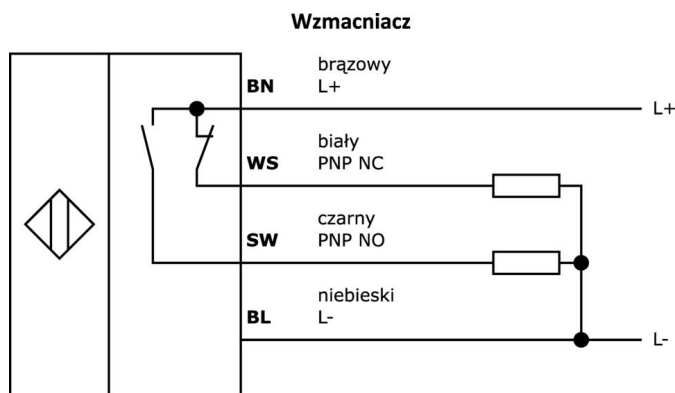 Wzmacniacz
brązowy
BN L+
L+
biały
WS PNP NC
czarny
SW PNP NO
niebieski
BL L-
L-